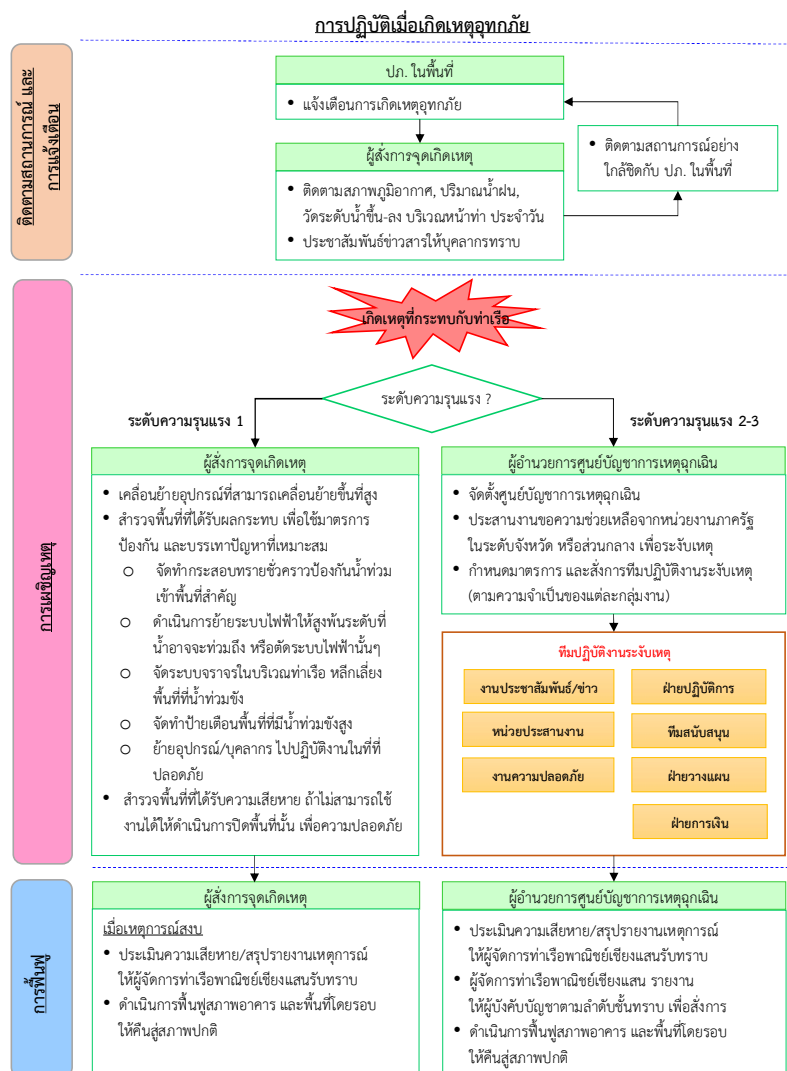 การปฏิบัติเมื่อเกิดเหตุอุทกภัย
ติดตามสถานการณ์ และ
การแจ้งเตือน
ปภ. ในพื้นที่
• แจ้งเตือนการเกิดเหตุอุทกภัย
ผู้สั่งการจุดเกิดเหตุ
• ติดตามสภาพภูมิอากาศ, ปริมาณน้ำฝน,
วัดระดับน้ำขึ้น-ลง บริเวณหน้าท่า ประจำวัน
• ประชาสัมพันธ์ข่าวสารให้บุคลากรทราบ
• ติดตามสถานการณ์อย่าง
ใกล้ชิดกับ ปภ. ในพื้นที่
การเผชิญเหตุ
เกิดเหตุที่กระทบกับท่าเรือ
ระดับความรุนแรง ?
ระดับความรุนแรง 1
ระดับความรุนแรง 2-3
ผู้สั่งการจุดเกิดเหตุ
• เคลื่อนย้ายอุปกรณ์ที่สามารถเคลื่อนย้ายขึ้นที่สูง
• สำรวจพื้นที่ที่ได้รับผลกระทบ เพื่อใช้มาตรการ
ป้องกัน และบรรเทาปัญหาที่เหมาะสม
o จัดทำกระสอบทรายชั่วคราวป้องกันน้ำท่วม
เข้าพื้นที่สำคัญ
o ดำเนินการย้ายระบบไฟฟ้าให้สูงพ้นระดับที่
น้ำอาจจะท่วมถึง หรือตัดระบบไฟฟ้านั้นๆ
o จัดระบบจราจรในบริเวณท่าเรือ หลีกเลี่ยง
พื้นที่ที่น้ำท่วมขัง
o จัดทำป้ายเตือนพื้นที่ที่มีน้ำท่วมขังสูง
o ย้ายอุปกรณ์/บุคลากร ไปปฏิบัติงานในที่ที่
ปลอดภัย
• สำรวจพื้นที่ที่ได้รับความเสียหาย ถ้าไม่สามารถใช้
งานได้ให้ดำเนินการปิดพื้นที่นั้น เพื่อความปลอดภัย
ผู้อำนวยการศูนย์บัญชาการเหตุฉุกเฉิน
• จัดตั้งศูนย์บัญชาการเหตุฉุกเฉิน
• ประสานงานขอความช่วยเหลือจากหน่วยงานภาครัฐ
ในระดับจังหวัด หรือส่วนกลาง เพื่อระงับเหตุ
• กำหนดมาตรการ และสั่งการทีมปฏิบัติงานระงับเหตุ
(ตามความจำเป็นของแต่ละกลุ่มงาน)
ทีมปฏิบัติงานระงับเหตุ
งานประชาสัมพันธ์/ข่าว
ฝ่ายปฏิบัติการ
หน่วยประสานงาน
ทีมสนับสนุน
งานความปลอดภัย
ฝ่ายวางแผน
ฝ่ายการเงิน
การฟื้นฟู
ผู้สั่งการจุดเกิดเหตุ
เมื่อเหตุการณ์สงบ
• ประเมินความเสียหาย/สรุปรายงานเหตุการณ์
ให้ผู้จัดการท่าเรือพาณิชย์เชียงแสนรับทราบ
• ดำเนินการฟื้นฟูสภาพอาคาร และพื้นที่โดยรอบ
ให้คืนสู่สภาพปกติ
ผู้อำนวยการศูนย์บัญชาการเหตุฉุกเฉิน
• ประเมินความเสียหาย/สรุปรายงานเหตุการณ์
ให้ผู้จัดการท่าเรือพาณิชย์เชียงแสนรับทราบ
• ผู้จัดการท่าเรือพาณิชย์เชียงแสน รายงาน
ให้ผู้บังคับบัญชาตามลำดับชั้นทราบ เพื่อสั่งการ
• ดำเนินการฟื้นฟูสภาพอาคาร และพื้นที่โดยรอบ
ให้คืนสู่สภาพปกติ